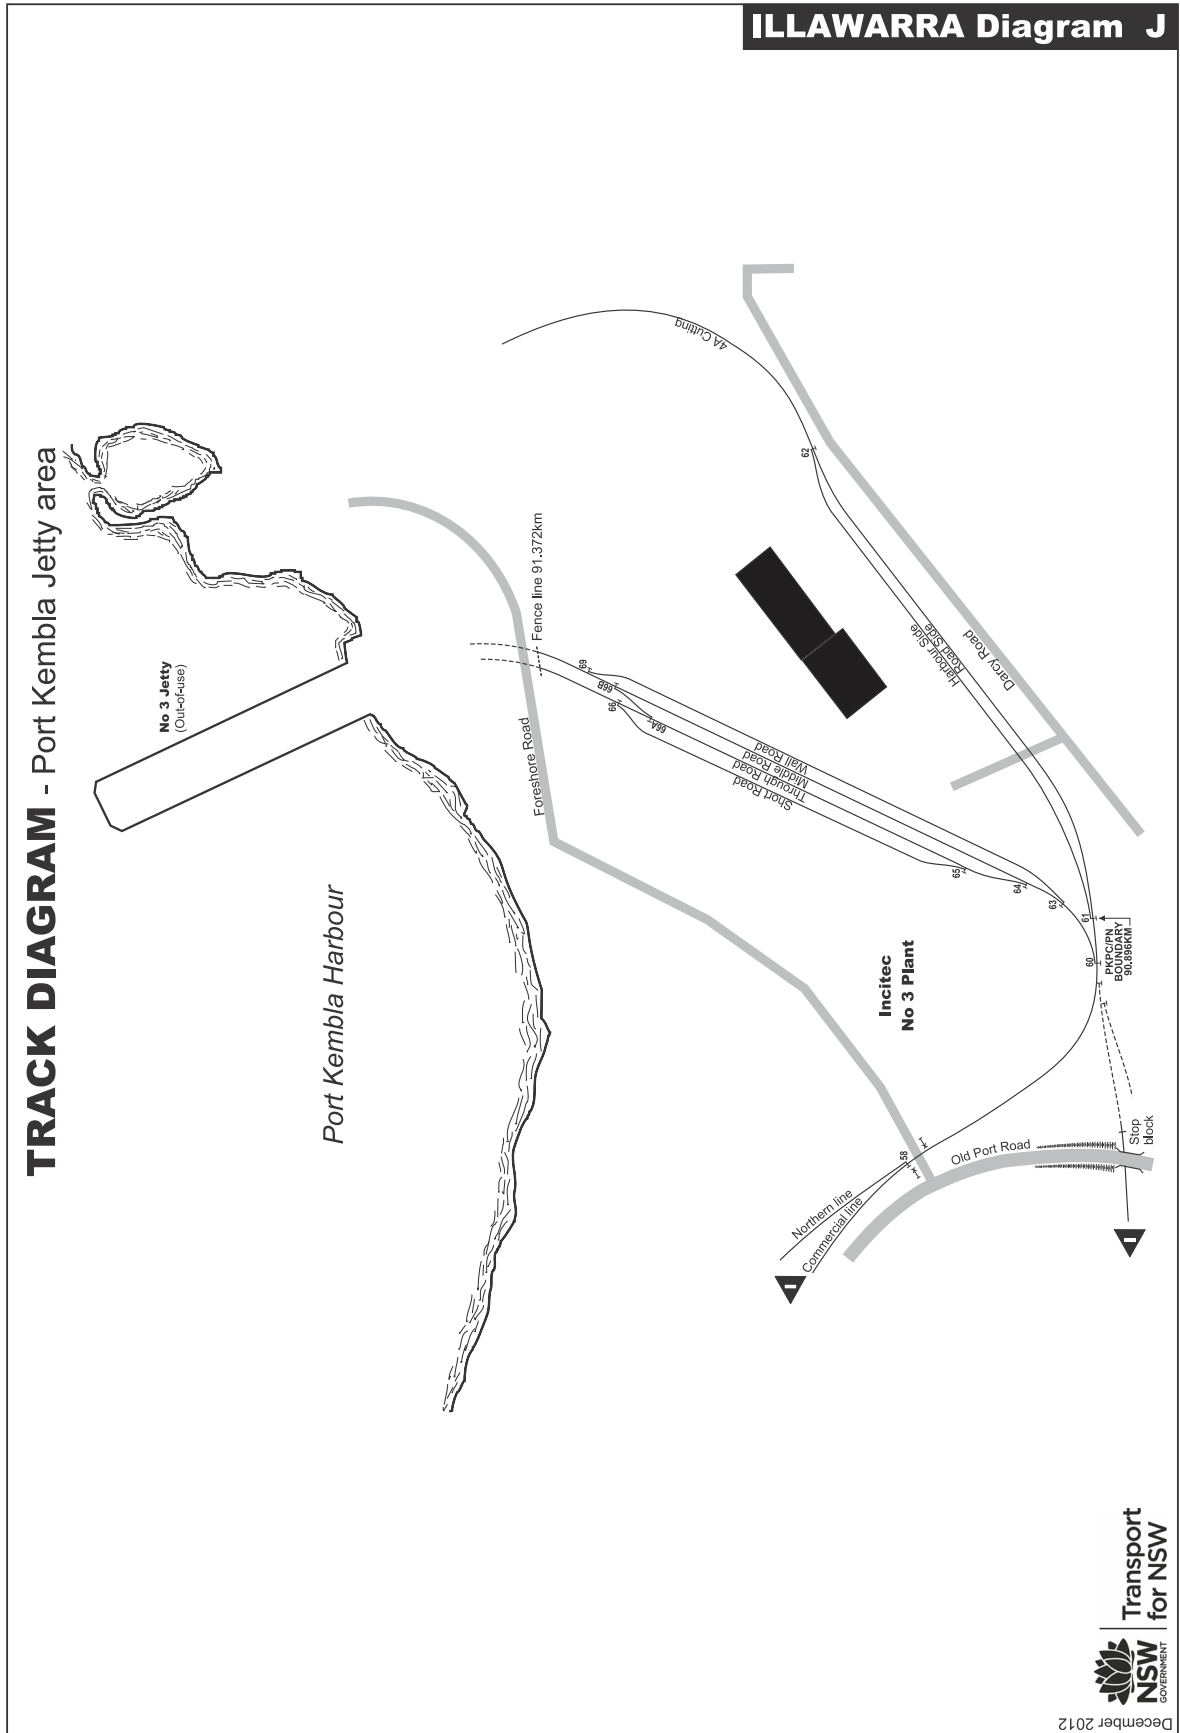 ILLAWARRA Diagram J
TRACK DIAGRAM - Port Kembla Jetty area
No 3 Jetty
(Out-of-use)
Port Kembla Harbour
4A Cutting
62
Fence line 91.372km
Foreshore Road
69
66B
66
66A
Wall Road
Middle Road
Through Road
Short Road
Harbour Side
Road Side
Darcy Road
65
64
63
61
60
PKPC/PN
BOUNDARY
90.896KM
Incitec
No 3 Plant
58
Northern line
Commercial line
Old Port Road
Stop
block
I
I
NSW
GOVERNMENT
Transport
for NSW
December 2012